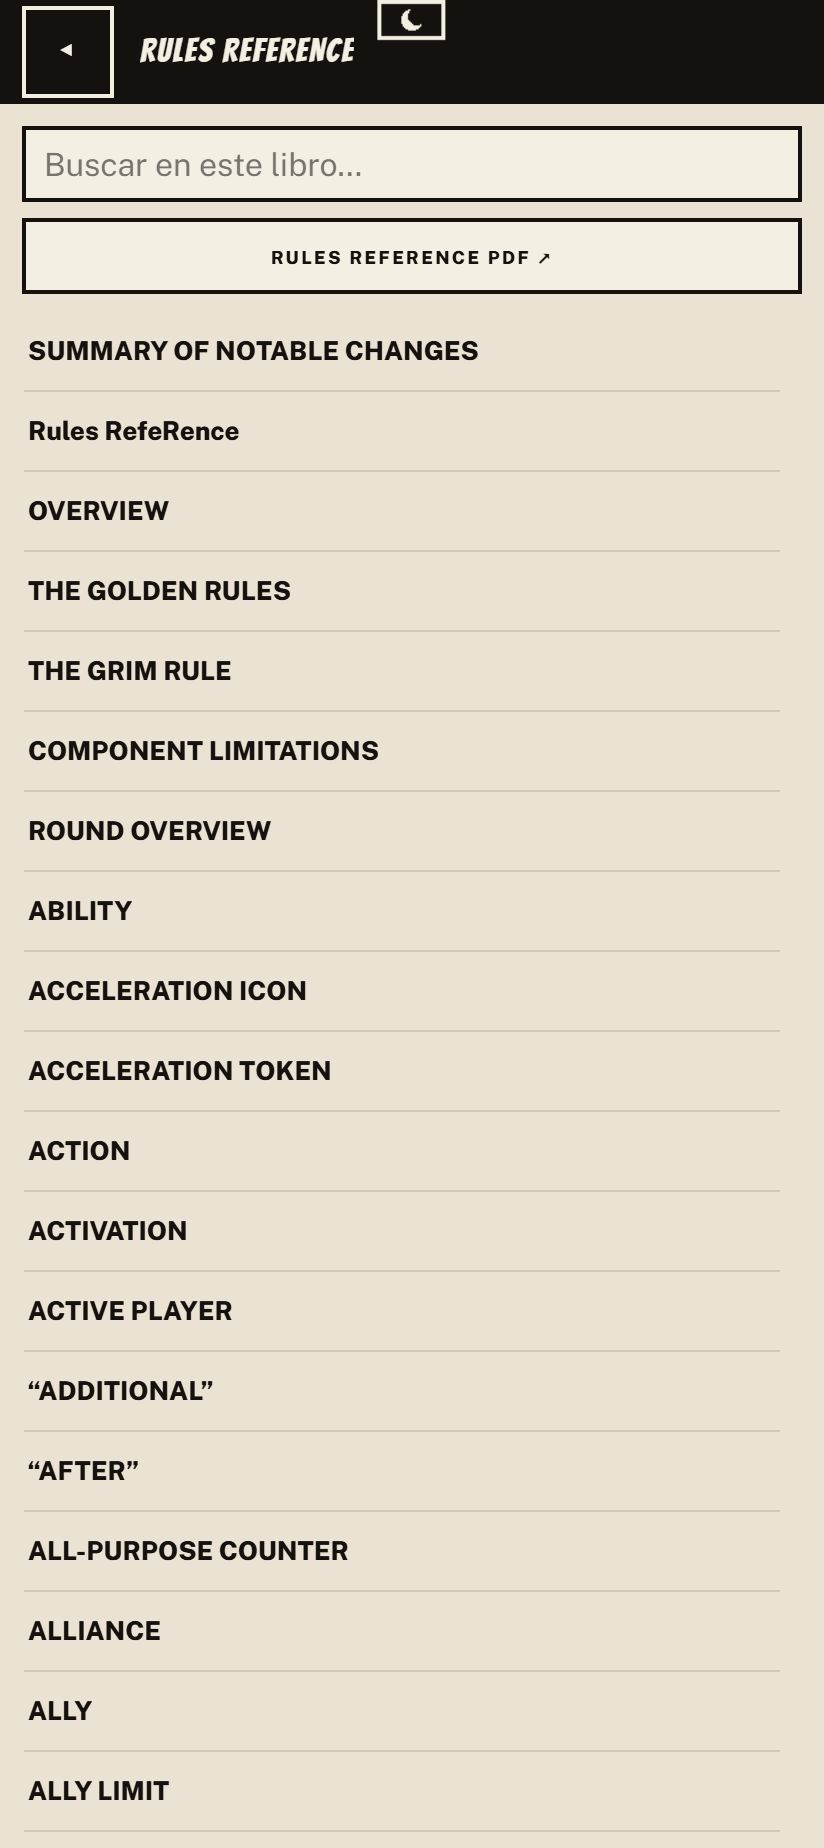 RULES REFERENCE
Buscar en este libro...
RULES REFERENCE PDF ↗
SUMMARY OF NOTABLE CHANGES
Rules RefeRence
OVERVIEW
THE GOLDEN RULES
THE GRIM RULE
COMPONENT LIMITATIONS
ROUND OVERVIEW
ABILITY
ACCELERATION ICON
ACCELERATION TOKEN
ACTION
ACTIVATION
ACTIVE PLAYER
“ADDITIONAL”
“AFTER”
ALL-PURPOSE COUNTER
ALLIANCE
ALLY
ALLY LIMIT